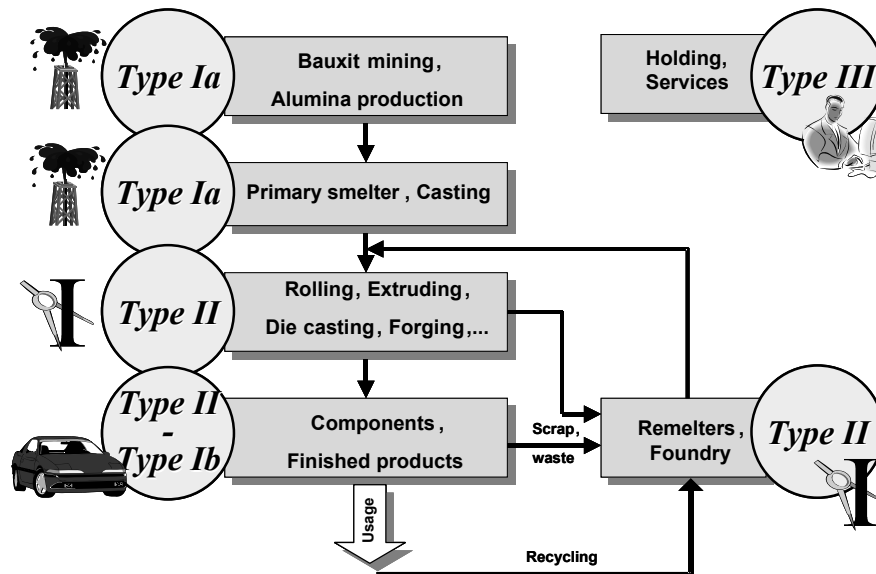 Type Ia
Bauxit mining,
Alumina production
Holding,
Services
Type III
Type Ia
Primary smelter , Casting
Type II
Rolling, Extruding,
Die casting, Forging,...
Type II
-
Type Ib
Components ,
Finished products
Scrap,
waste
Remelters ,
Foundry
Type II
Usage
Recycling